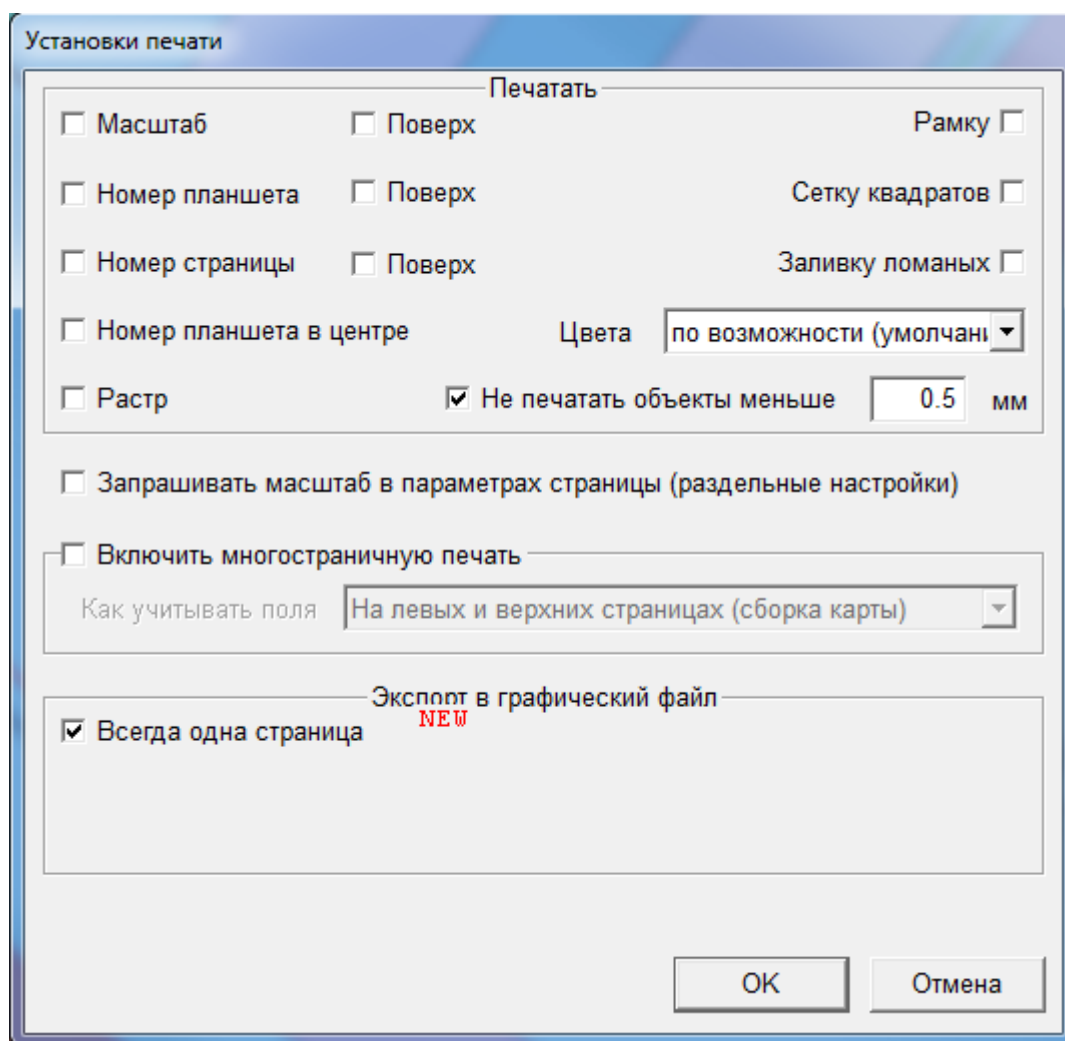 Установки печати
Печатать
Масштаб Поверх Рамку
Номер планшета Поверх Сетку квадратов
Номер страницы Поверх Заливку ломаных
Номер планшета в центре Цвета по возможности (умолчани
Растр Не печатать объекты меньше 0.5 мм
Запрашивать масштаб в параметрах страницы (раздельные настройки)
Включить многостраничную печать
Как учитывать поля На левых и верхних страницах (сборка карты)
Экспорт в графический файл
NEW
Всегда одна страница
OK Отмена